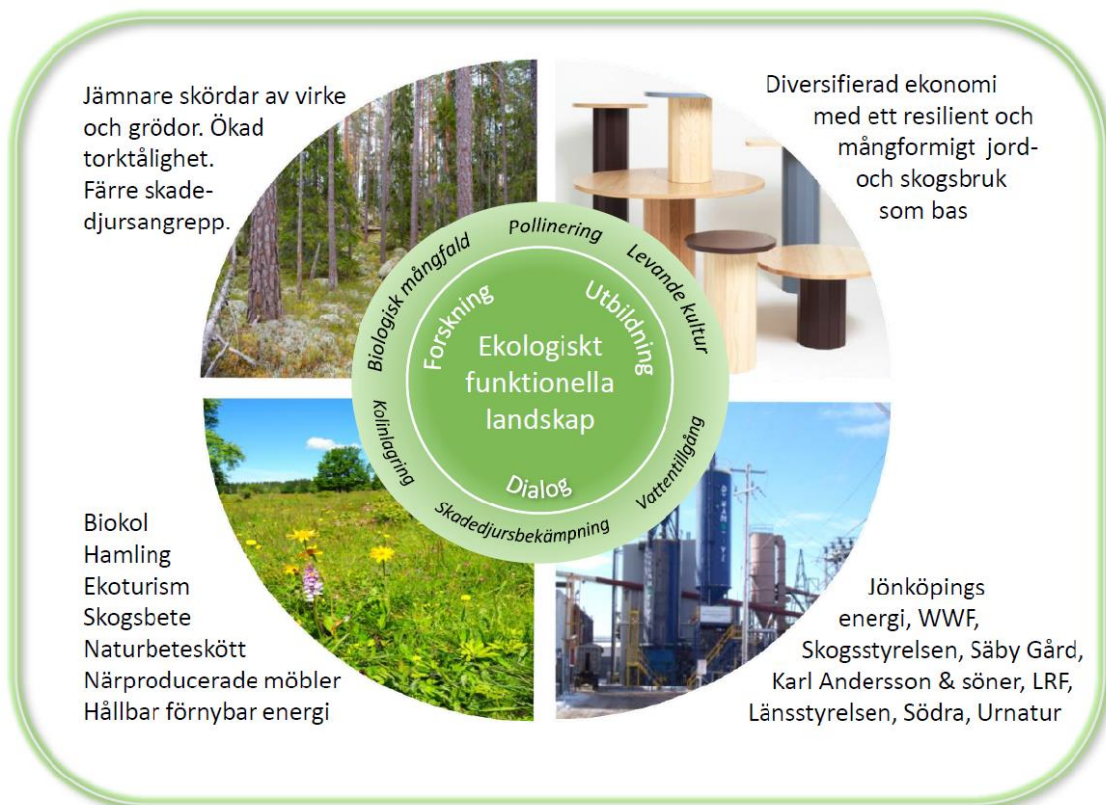 Jämnare skördar av virke
och grödor. Ökad
torktålighet.
Färre skade-
djursangrepp.
Diversifierad ekonomi
med ett resilient och
mångformigt jord-
och skogsbruk
som bas
Biologisk mångfald
Pollinering
Levande kultur
Forskning
Utbildning
Ekologiskt
funktionella
landskap
Dialog
Kolinlagring
Skadedjursbekämpning
Vattentillgång
Biokol
Hamling
Ekoturism
Skogsbete
Naturbeteskött
Närproducerade möbler
Hållbar förnybar energi
Jönköpings
energi, WWF,
Skogsstyrelsen, Säby Gård,
Karl Andersson & söner, LRF,
Länsstyrelsen, Södra, Urnatur